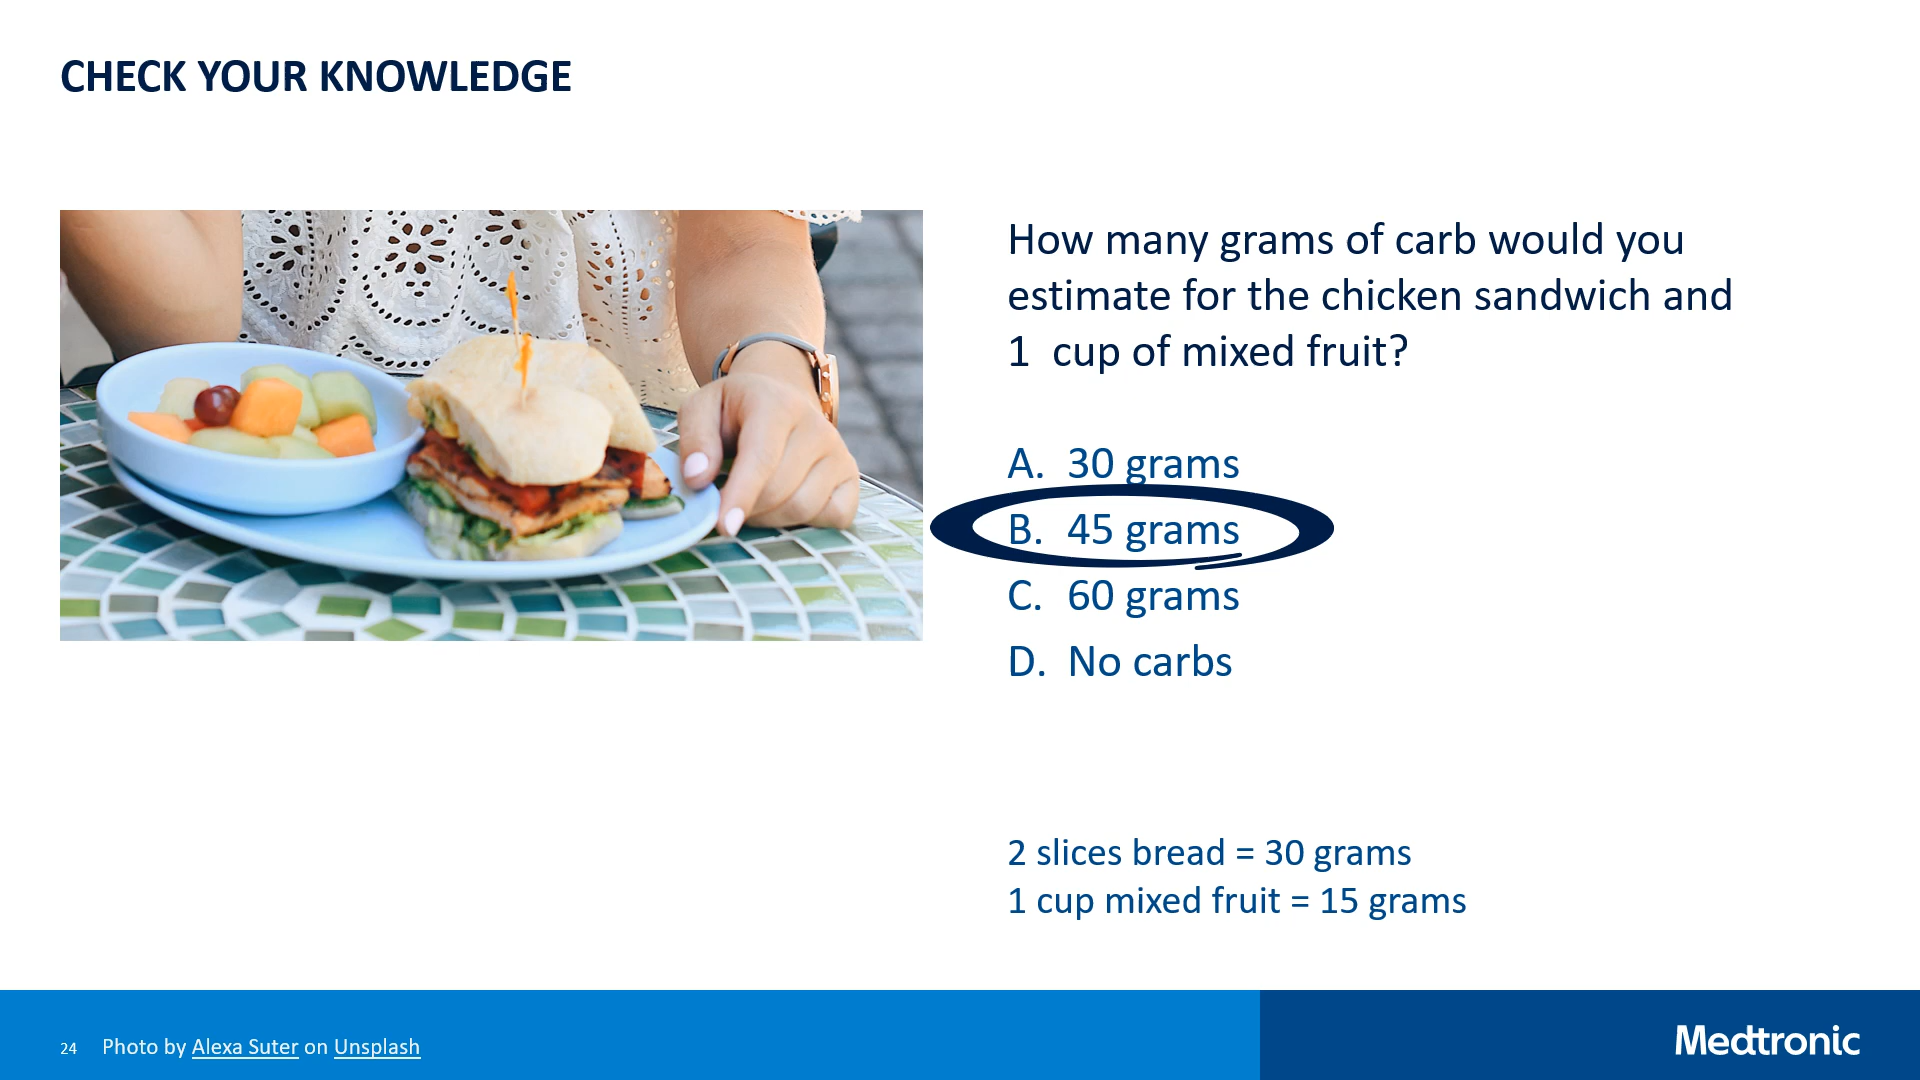 CHECK YOUR KNOWLEDGE
How many grams of carb would you
estimate for the chicken sandwich and
1 cup of mixed fruit?
A. 30 grams
B. 45 grams
C. 60 grams
D. No carbs
2 slices bread = 30 grams
1 cup mixed fruit = 15 grams
24 Photo by Alexa Suter on Unsplash
Medtronic